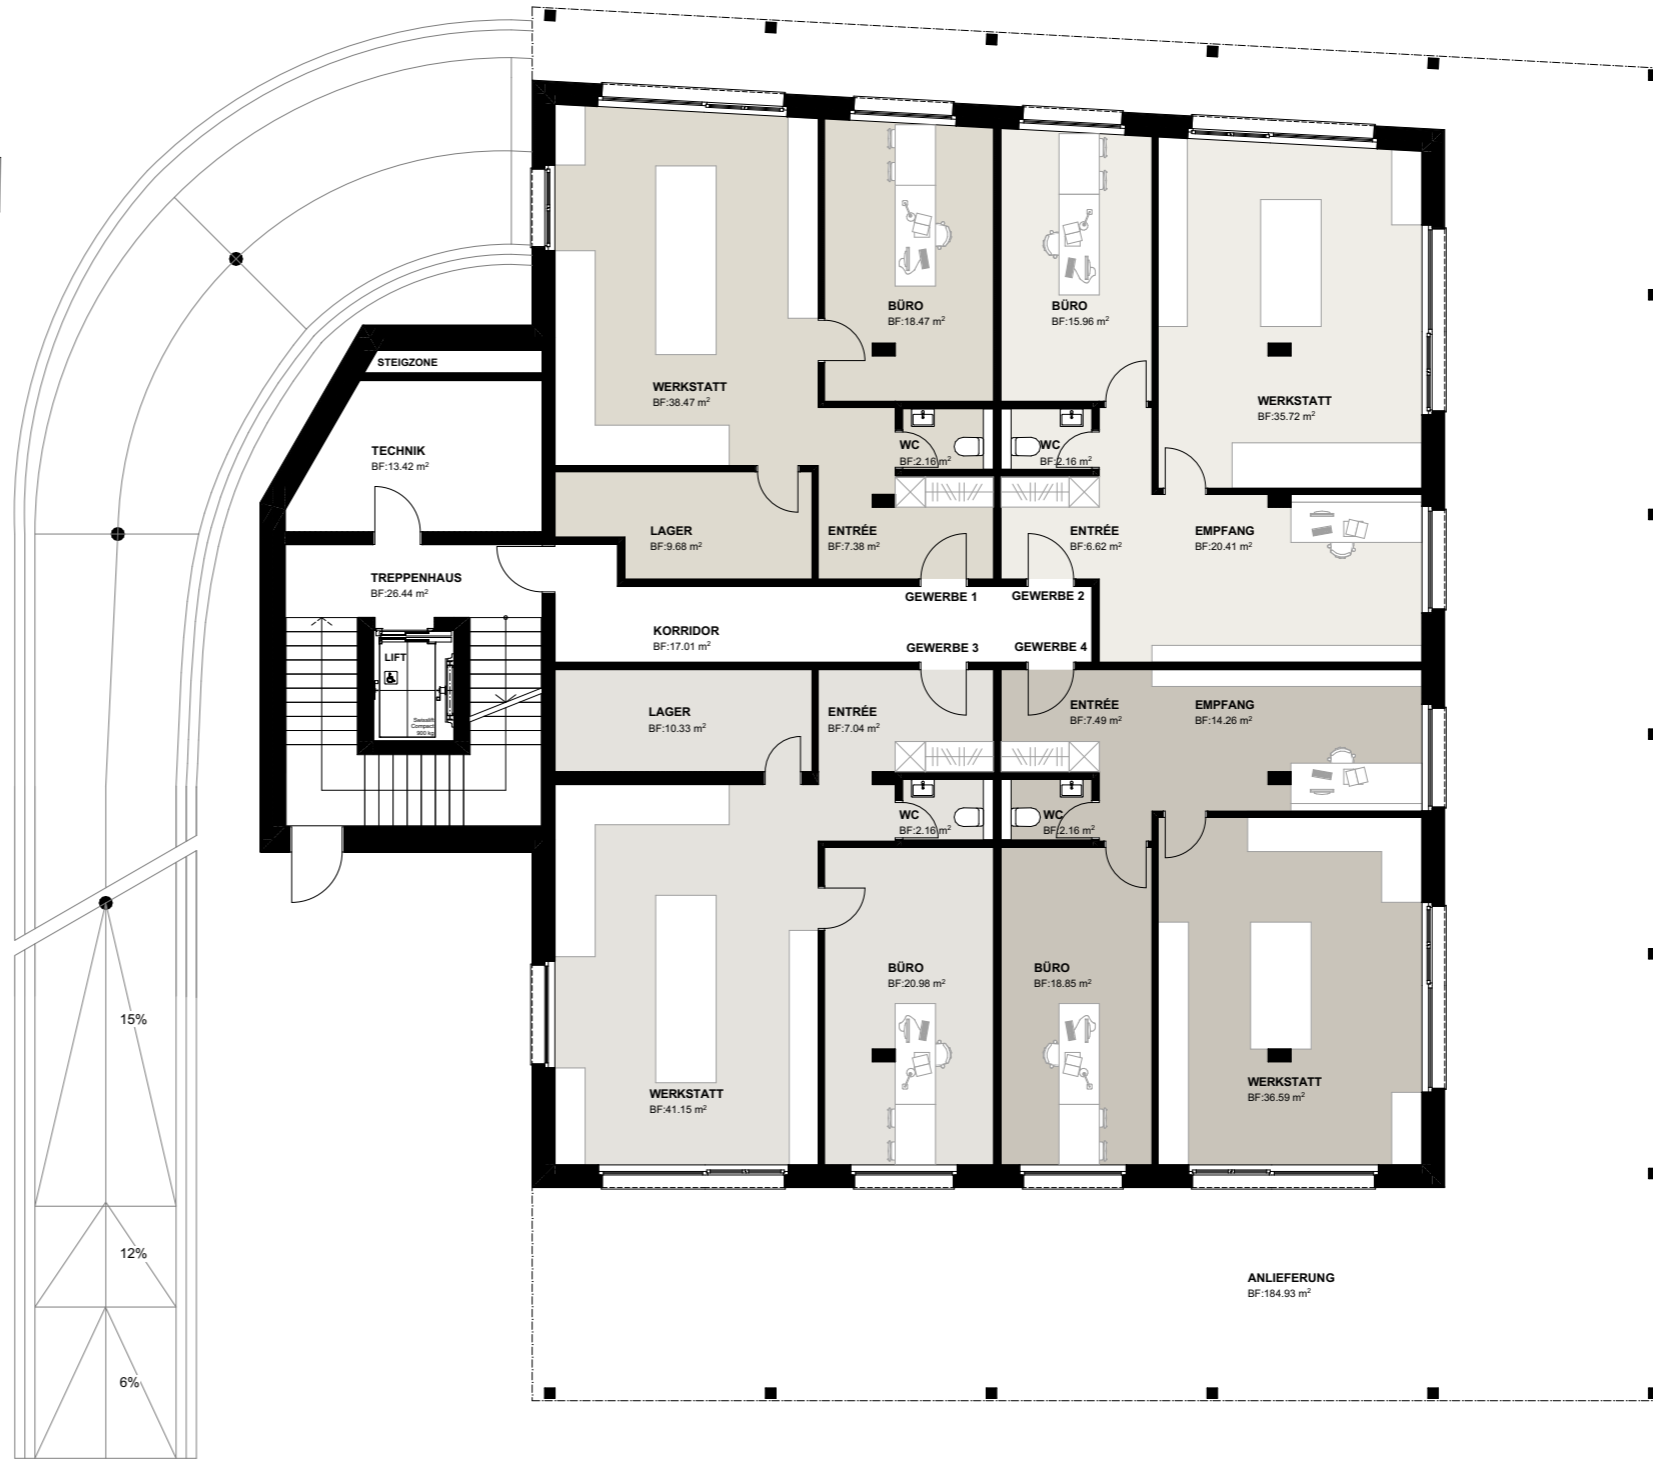 BÜRO
BF:18.47 m²
BÜRO
BF:15.96 m²
STEIGZONE
WERKSTATT
BF:38.47 m²
WERKSTATT
BF:35.72 m²
TECHNIK
BF:13.42 m²
WC
BF:2.16 m²
WC
BF:2.16 m²
LAGER
BF:9.68 m²
ENTRÉE
BF:7.38 m²
ENTRÉE
BF:6.62 m²
EMPFANG
BF:20.41 m²
TREPPENHAUS
BF:26.44 m²
GEWERBE 1
GEWERBE 2
KORRIDOR
BF:17.01 m²
GEWERBE 3
GEWERBE 4
LIFT
Swisslift
Compact
900 kg
LAGER
BF:10.33 m²
ENTRÉE
BF:7.04 m²
ENTRÉE
BF:7.49 m²
EMPFANG
BF:14.26 m²
WC
BF:2.16 m²
WC
BF:2.16 m²
BÜRO
BF:20.98 m²
BÜRO
BF:18.85 m²
15%
WERKSTATT
BF:41.15 m²
WERKSTATT
BF:36.59 m²
12%
ANLIEFERUNG
BF:184.93 m²
6%